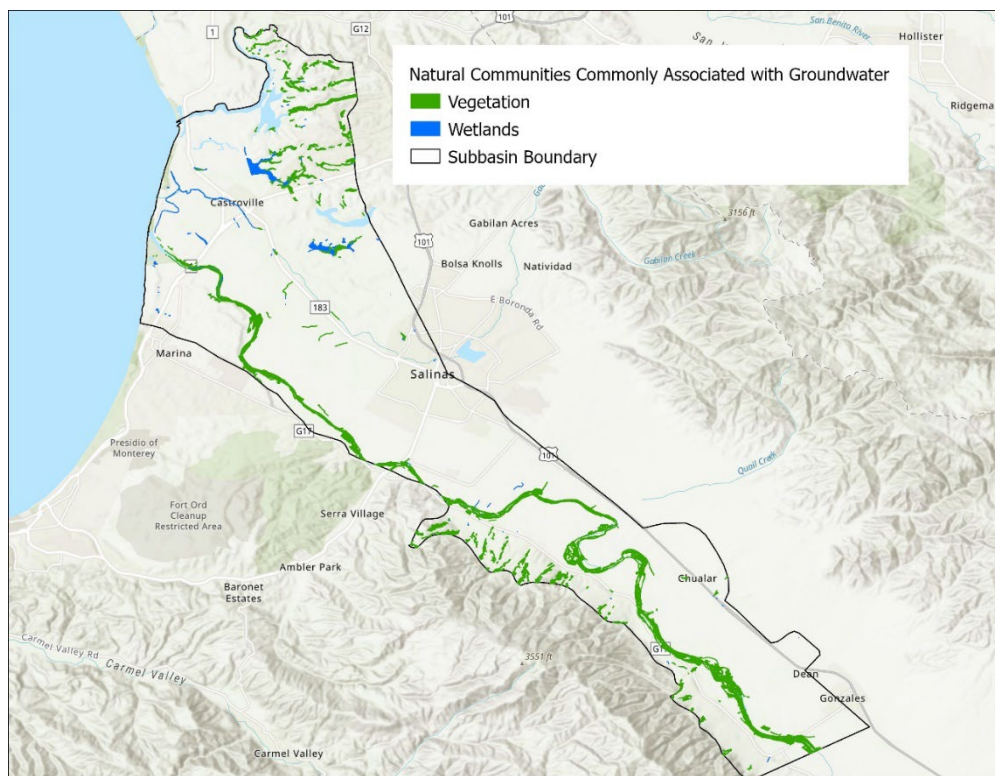 1
G12
101
San Benito River
Hollister
Ridgema
Natural Communities Commonly Associated with Groundwater
Vegetation
Wetlands
Subbasin Boundary
Castroville
101
Gabilan Acres
3156 ft
Gabilan Creek
Bolsa Knolls
Natividad
E Boronda Rd
183
Marina
Salinas
G17
101
Presidio of
Monterey
Quail Creek
Fort Ord
Cleanup
Restricted Area
Serra Village
Ambler Park
Chualar
Baronet
Estates
Carmel Valley Rd
Carmel Valley
3551 ft
Dean
Gonzales
Carmel Valley
101